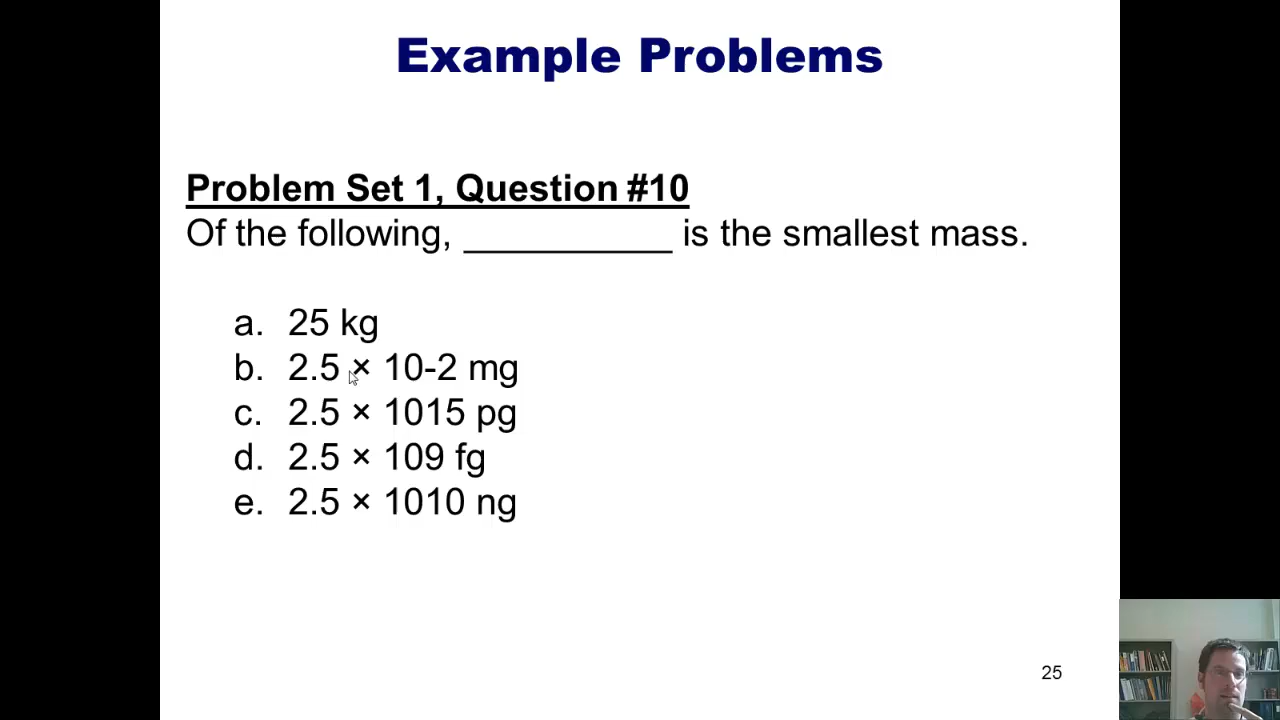 Example Problems
Problem Set 1, Question #10
Of the following, __________ is the smallest mass.
a. 25 kg
b. 2.5 × 10-2 mg
c. 2.5 × 1015 pg
d. 2.5 × 109 fg
e. 2.5 × 1010 ng
25